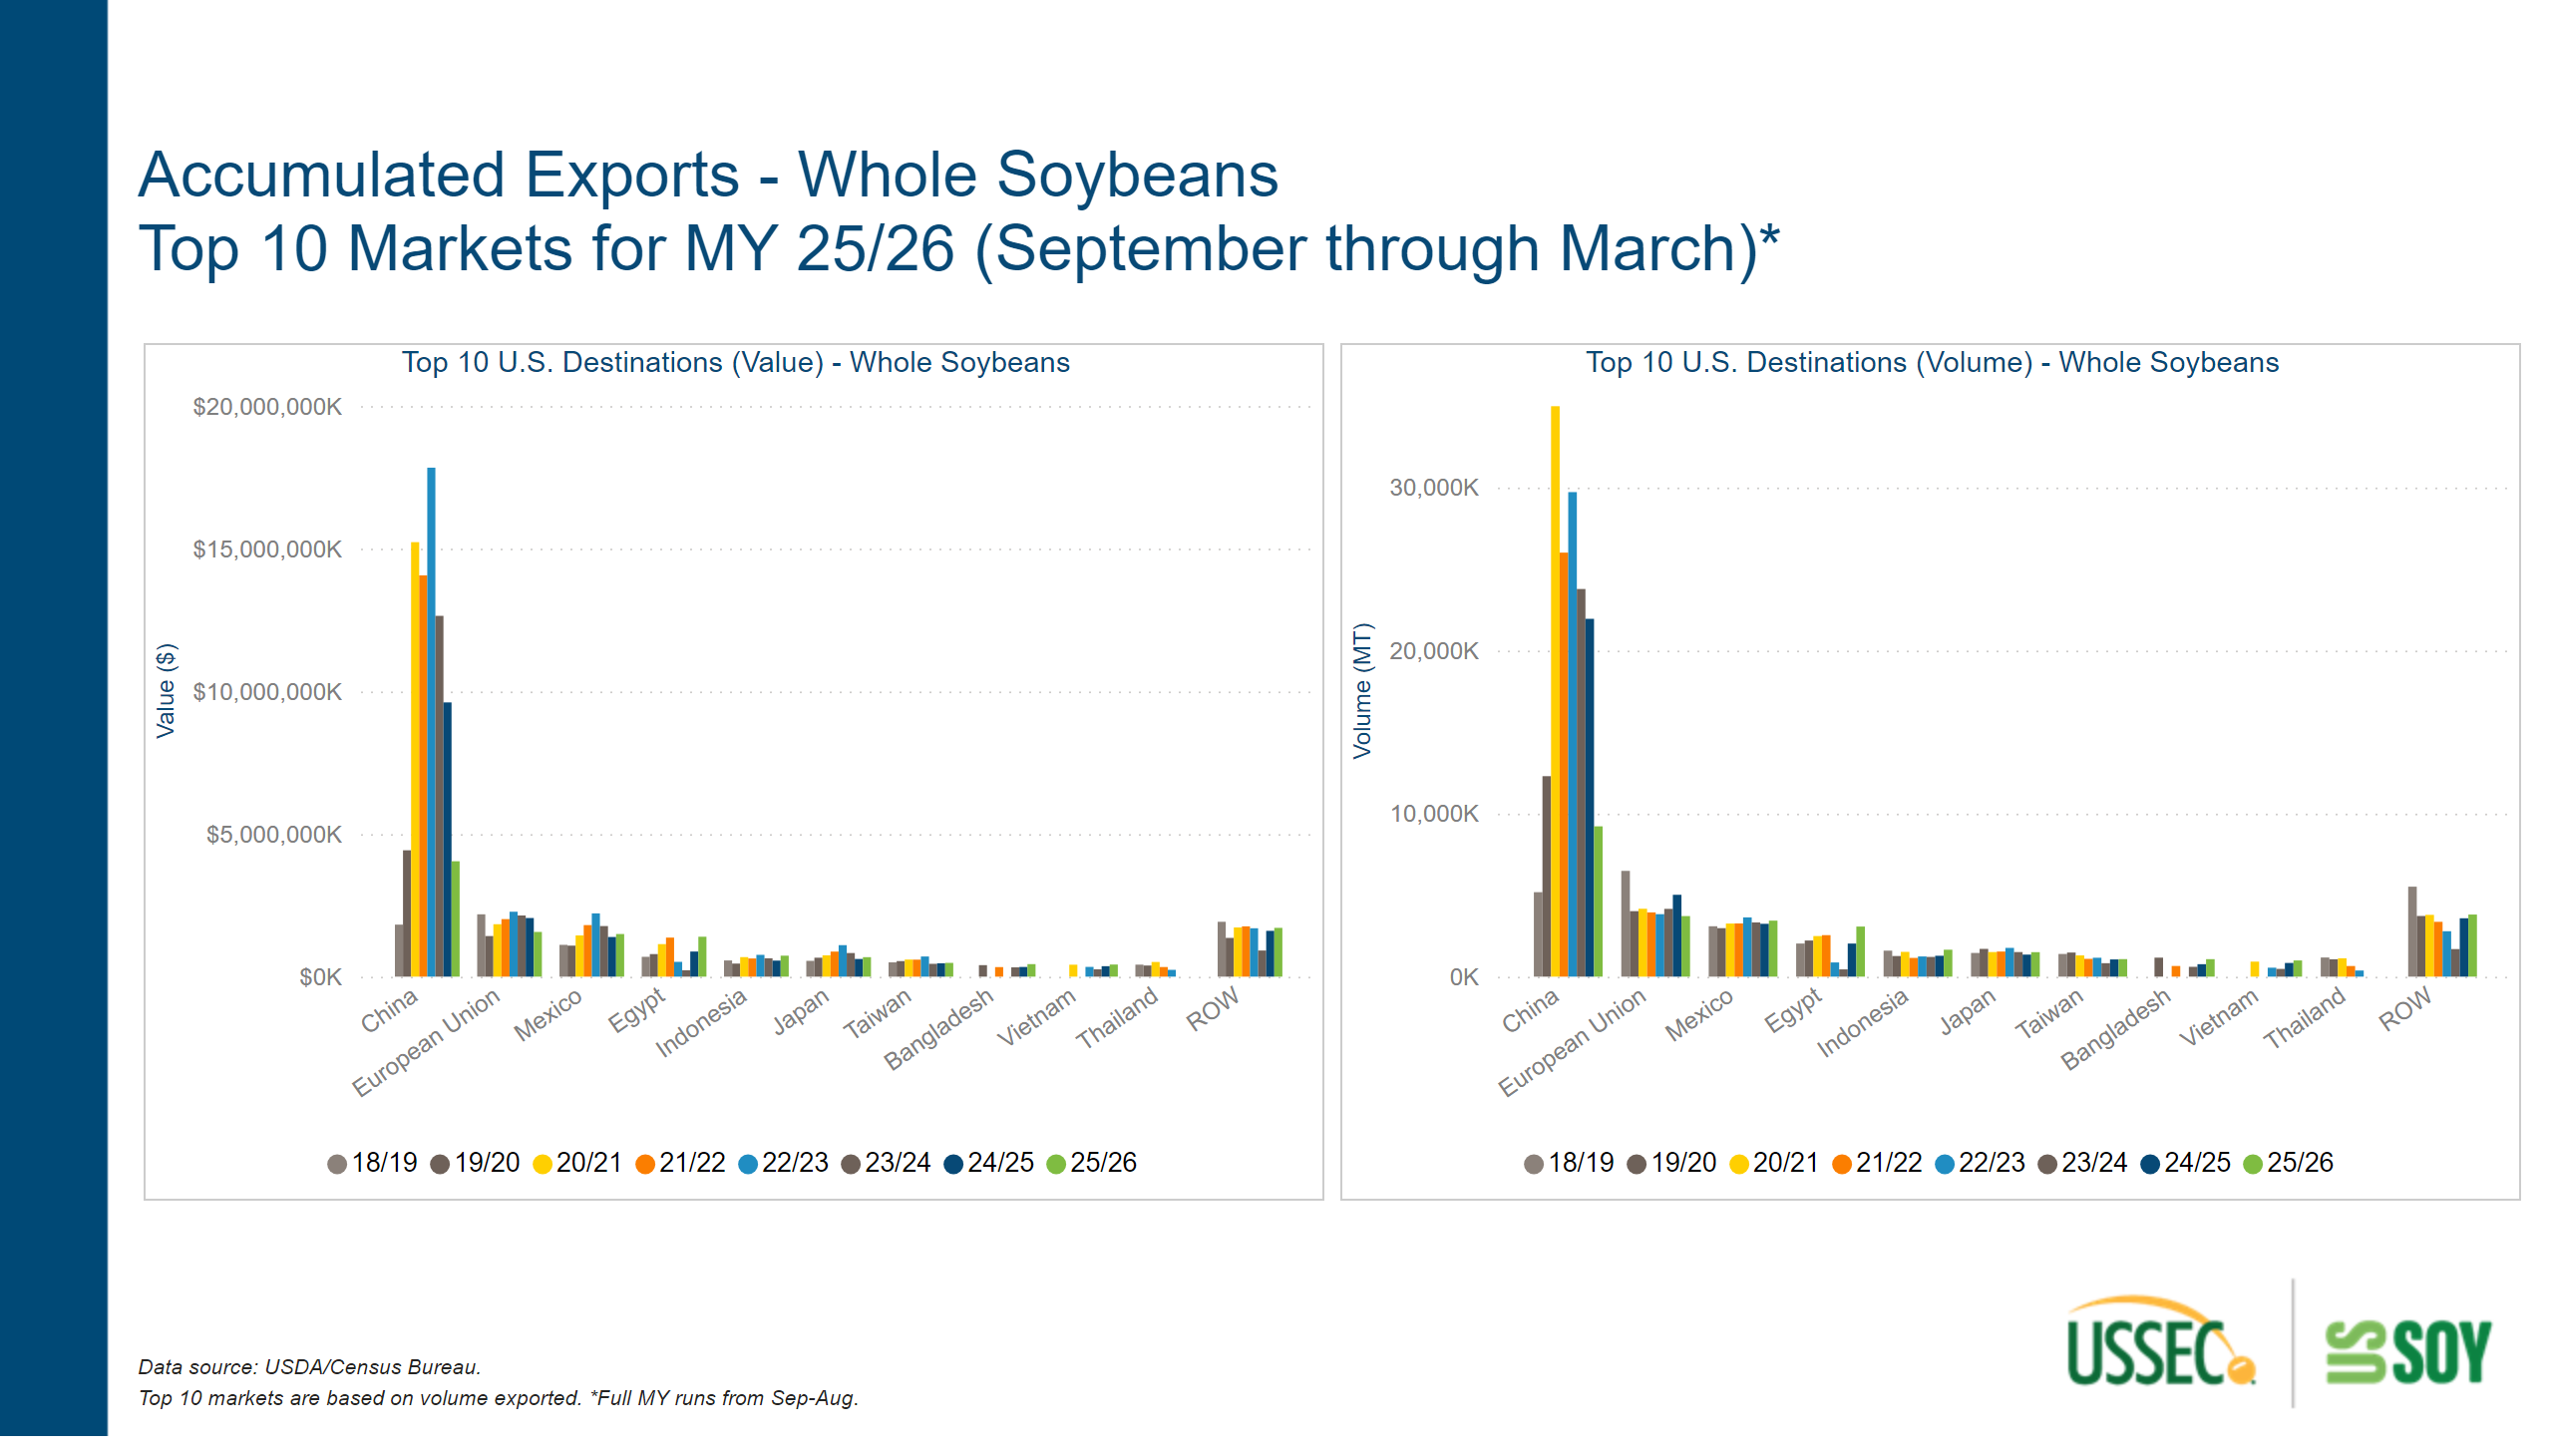 Accumulated Exports - Whole Soybeans
Top 10 Markets for MY 25/26 (September through March)*
Top 10 U.S. Destinations (Value) - Whole Soybeans
Value ($)
$20,000,000K
$15,000,000K
$10,000,000K
$5,000,000K
$0K
China
European Union
Mexico
Egypt
Indonesia
Japan
Taiwan
Bangladesh
Vietnam
Thailand
ROW
18/19 19/20 20/21 21/22 22/23 23/24 24/25 25/26
Top 10 U.S. Destinations (Volume) - Whole Soybeans
Volume (MT)
30,000K
20,000K
10,000K
0K
China
European Union
Mexico
Egypt
Indonesia
Japan
Taiwan
Bangladesh
Vietnam
Thailand
ROW
18/19 19/20 20/21 21/22 22/23 23/24 24/25 25/26
Data source: USDA/Census Bureau.
Top 10 markets are based on volume exported. *Full MY runs from Sep-Aug.
USSEC
US SOY